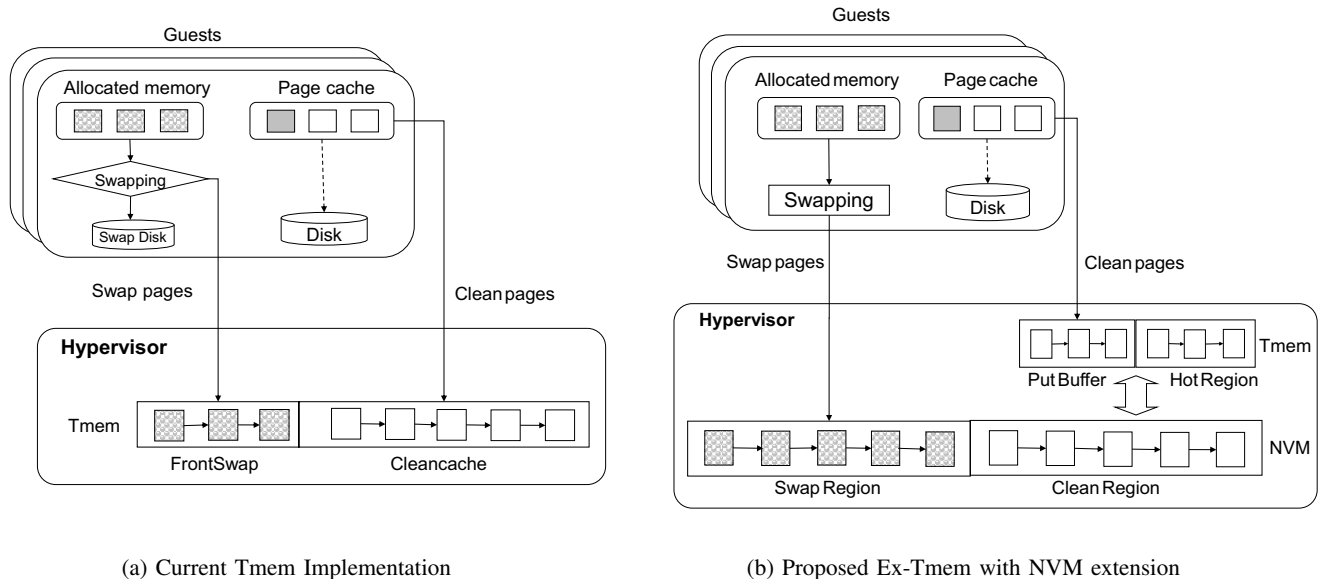 Guests
Allocated memory
Page cache
Swapping
Swap Disk
Disk
Swap pages
Clean pages
Hypervisor
Tmem
FrontSwap
Cleancache
(a) Current Tmem Implementation
Guests
Allocated memory
Page cache
Swapping
Disk
Swap pages
Clean pages
Hypervisor
Tmem
Put Buffer
Hot Region
NVM
Swap Region
Clean Region
(b) Proposed Ex-Tmem with NVM extension